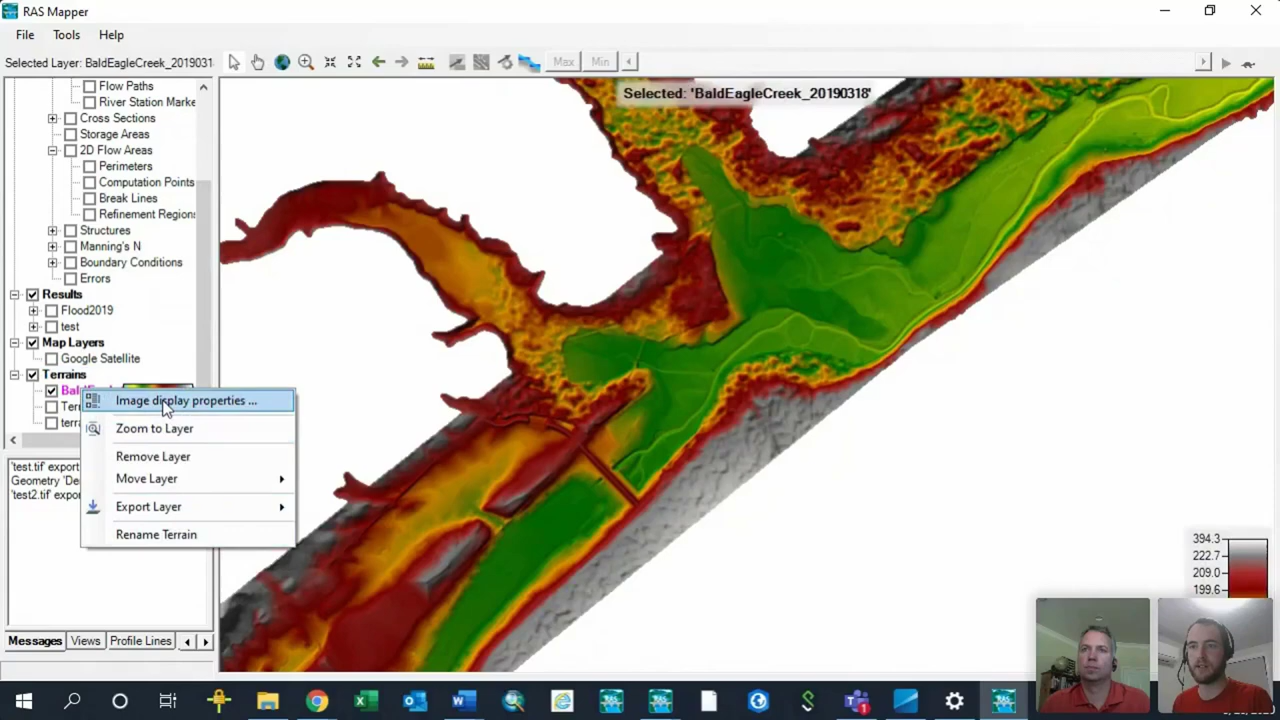 RAS Mapper
File Tools Help
Selected Layer: BaldEagleCreek_2019031
Max Min
Selected: 'BaldEagleCreek_20190318'
Flow Paths
River Station Marke
Cross Sections
Storage Areas
2D Flow Areas
Perimeters
Computation Points
Break Lines
Refinement Regions
Structures
Manning's N
Boundary Conditions
Errors
Results
Flood2019
test
Map Layers
Google Satellite
Terrains
Image display properties ...
Zoom to Layer
Remove Layer
Move Layer
Export Layer
Rename Terrain
'test.tif' export
Geometry 'De
'test2.tif' expo
Messages Views Profile Lines
394.3
222.7
209.0
199.6